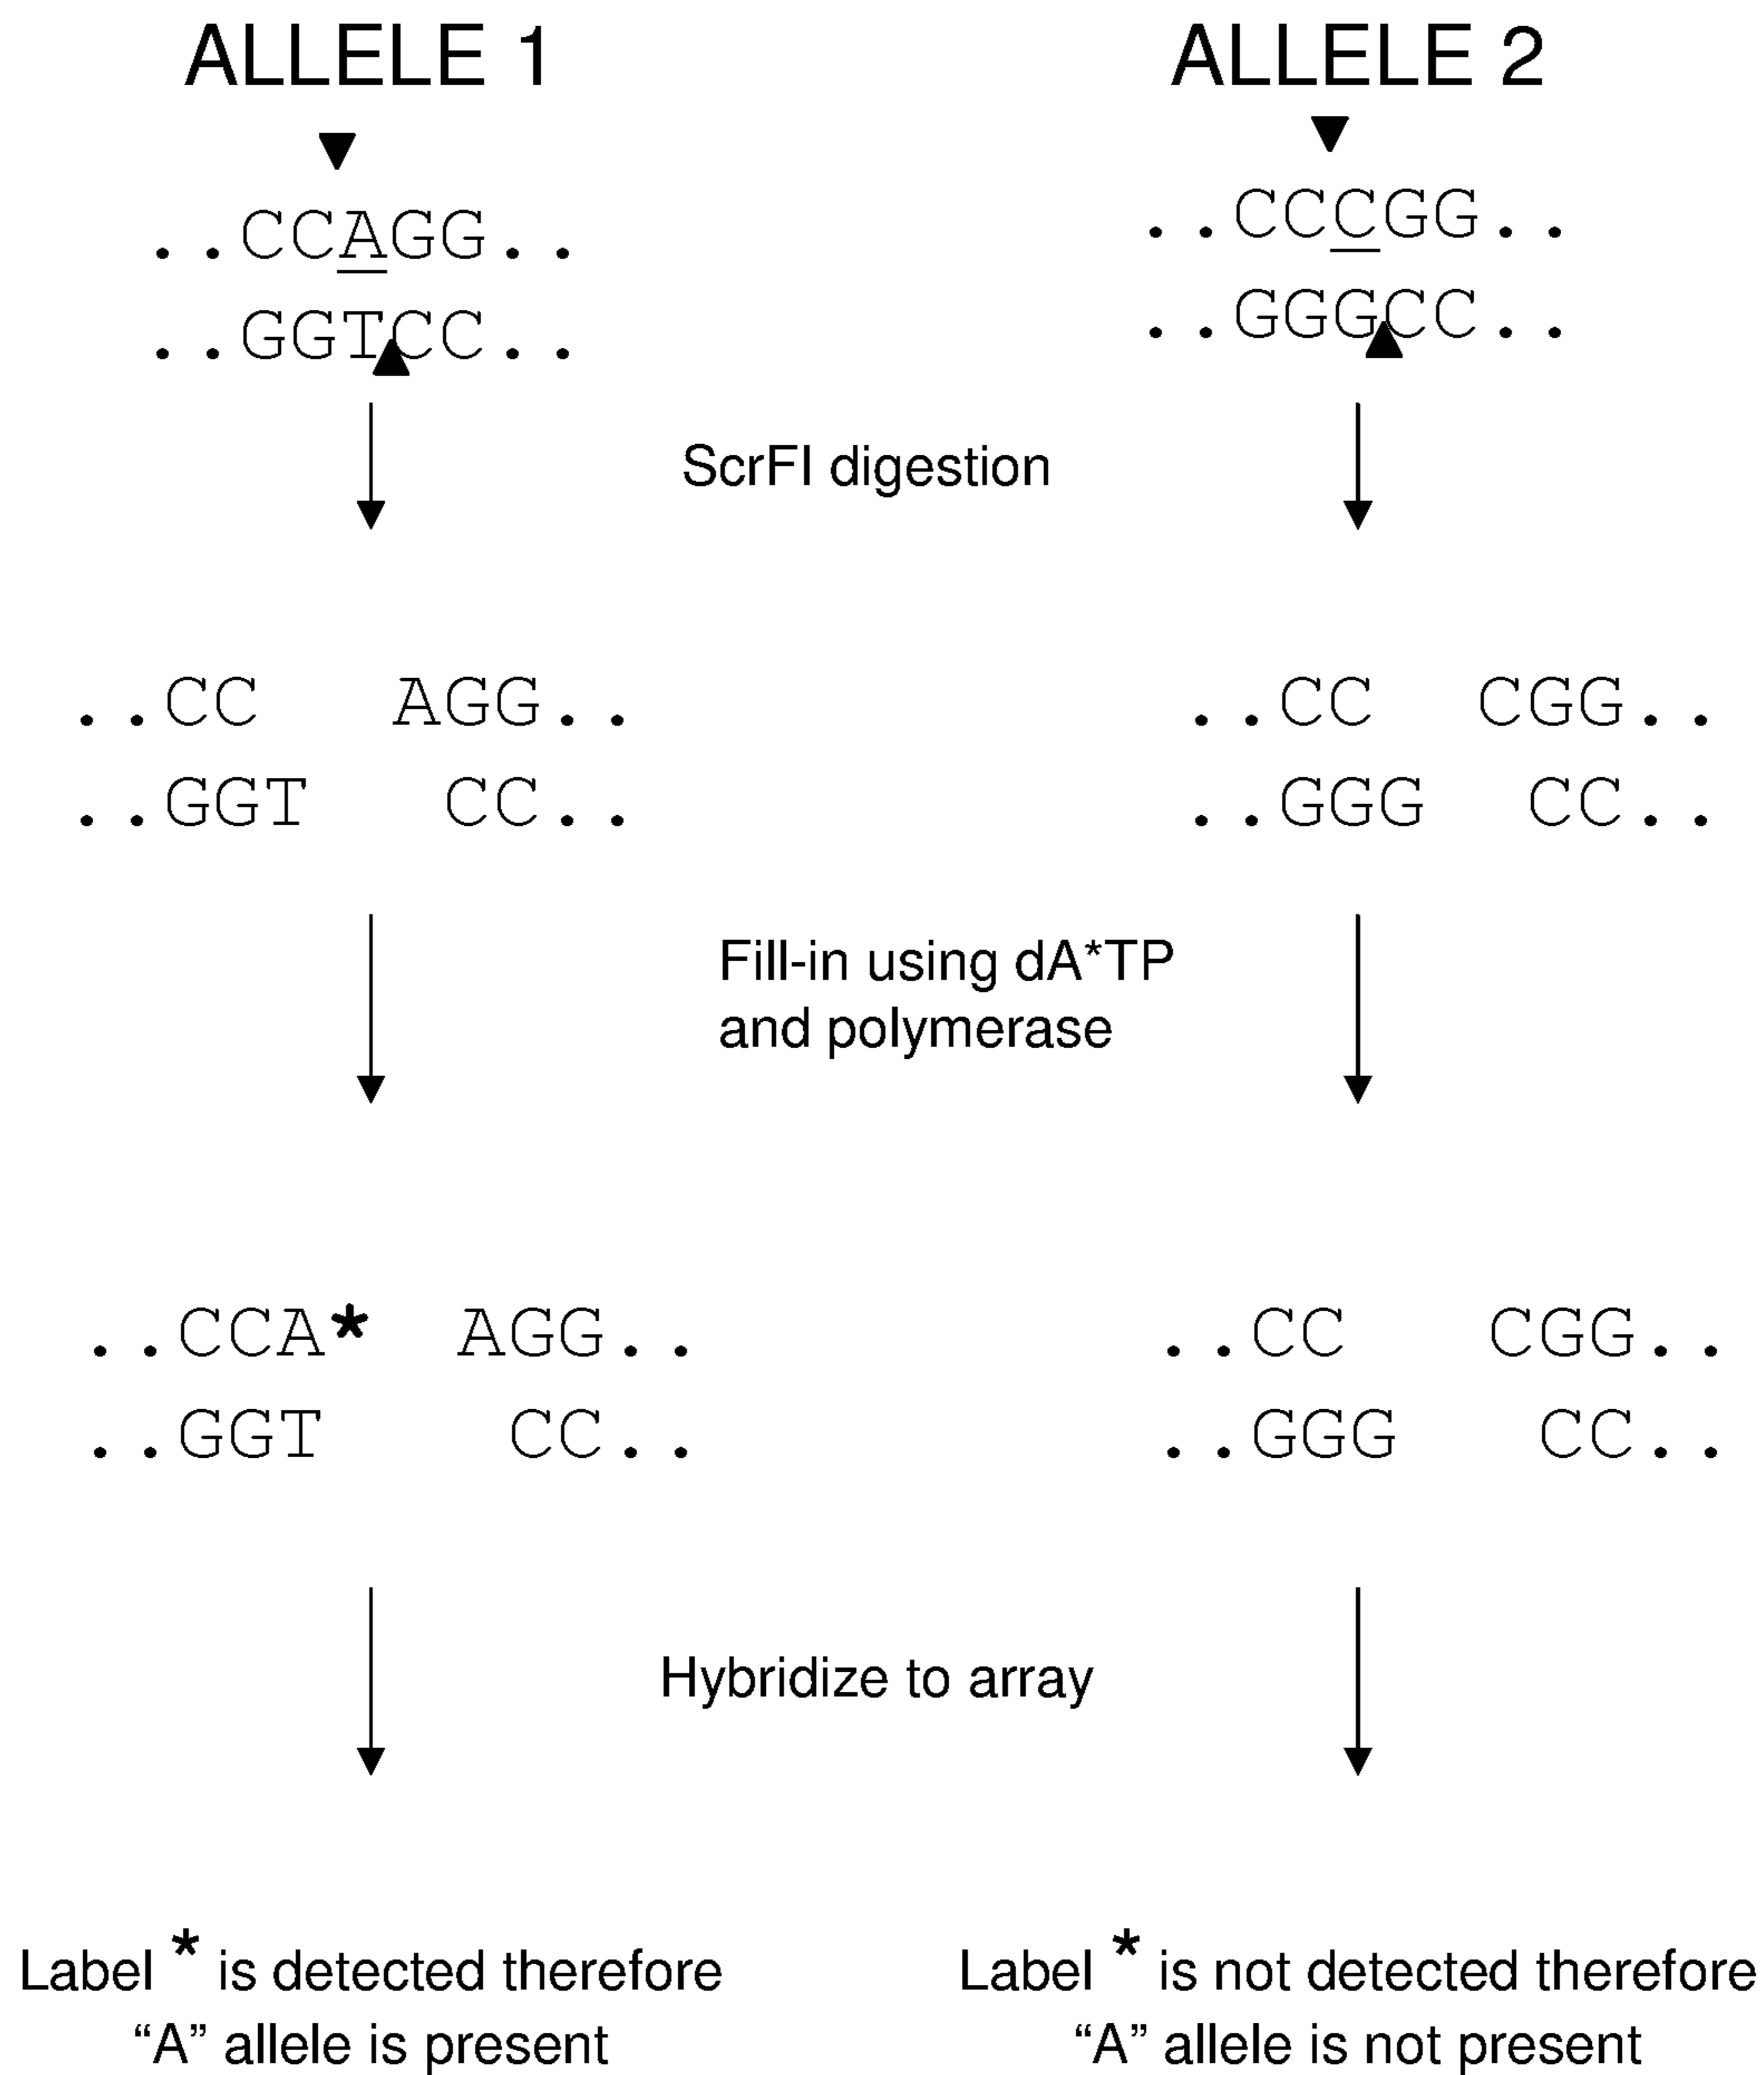 ALLELE 1 ALLELE 2
..CCAGG.. ..CCCGG..
..GGTCC.. ..GGGCC..
ScrFI digestion
..CC AGG.. ..CC CGG..
..GGT CC.. ..GGG CC..
Fill-in using dA*TP
and polymerase
..CCA* AGG.. ..CC CGG..
..GGT CC.. ..GGG CC..
Hybridize to array
Label * is detected therefore Label * is not detected therefore
“A” allele is present “A” allele is not present